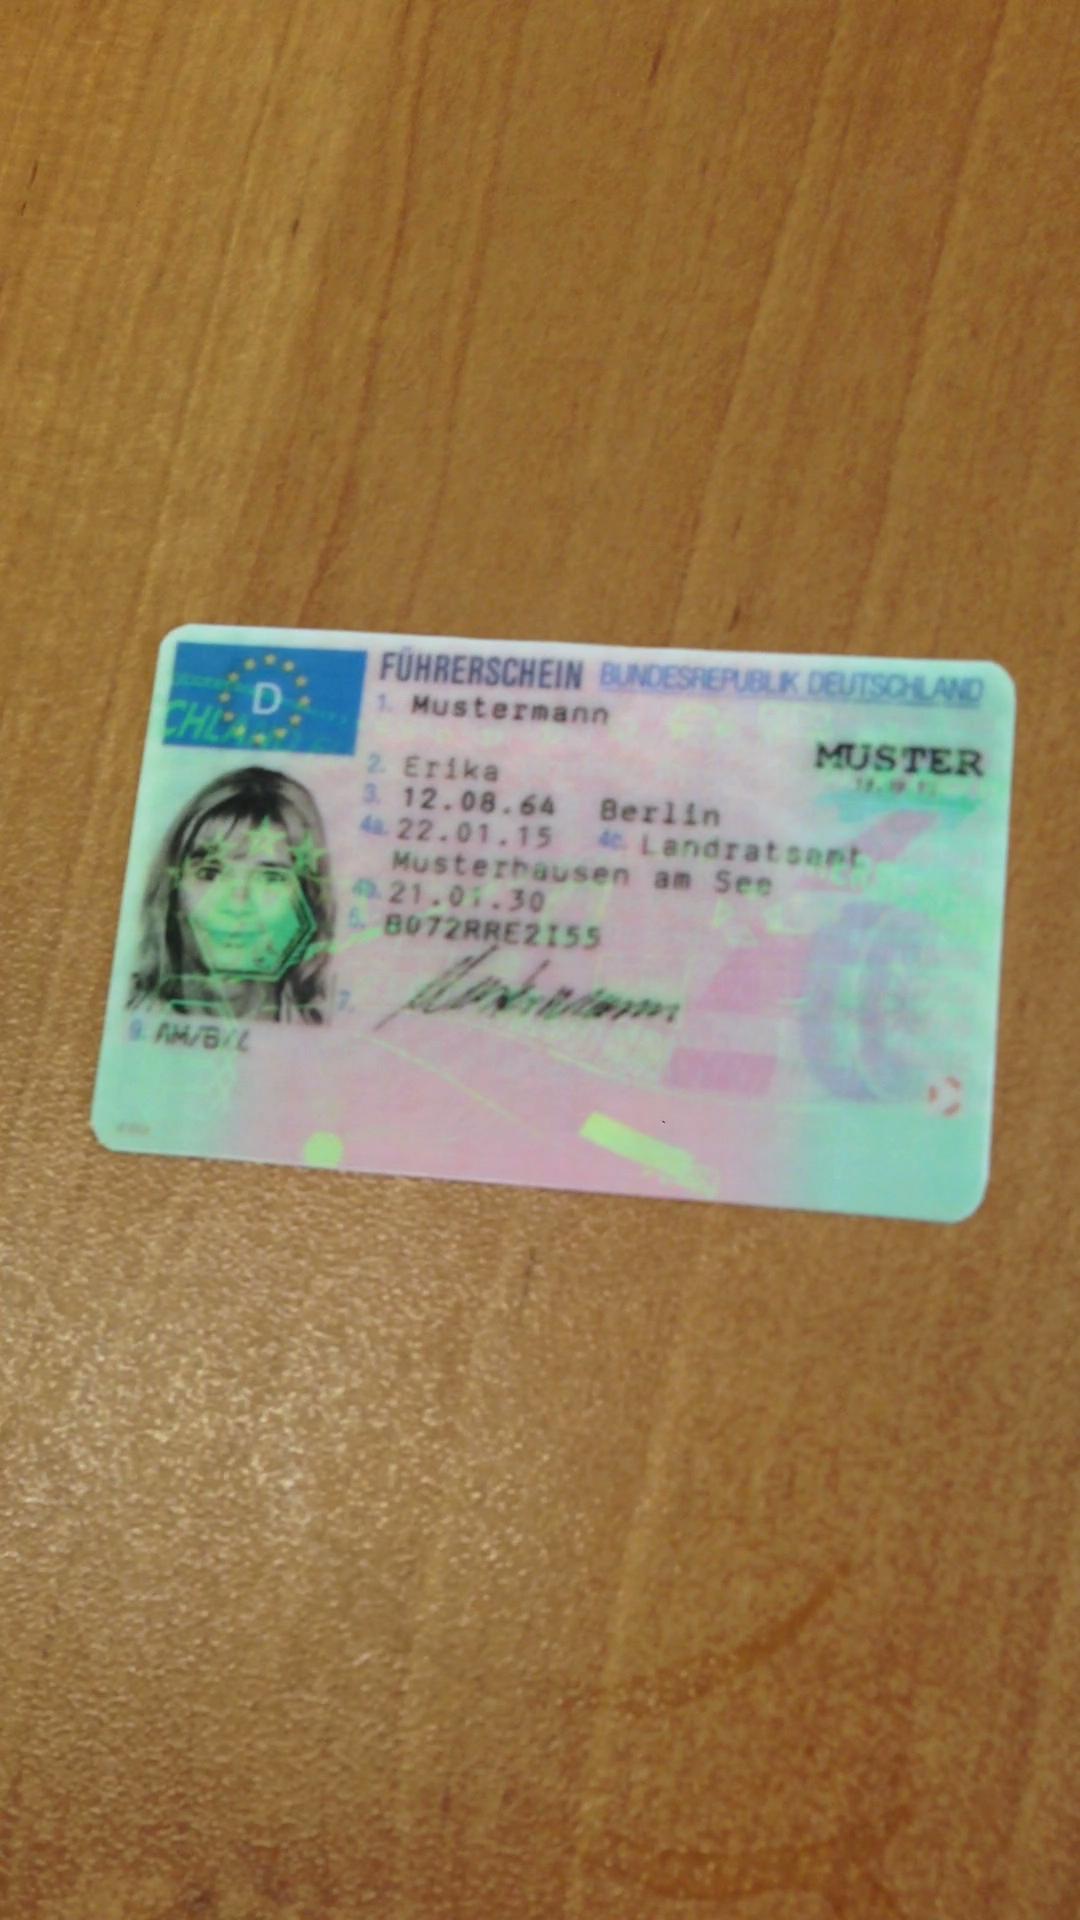 D
FÜHRERSCHEIN BUNDESREPUBLIK DEUTSCHLAND
1. Mustermann
MUSTER
2. Erika
3. 12.08.64 Berlin
4a. 22.01.15 4c. Landratsamt
Musterhausen am See
4b. 21.01.30
5. B072RRE2I55
7. Mustermann
9. AM/B/L